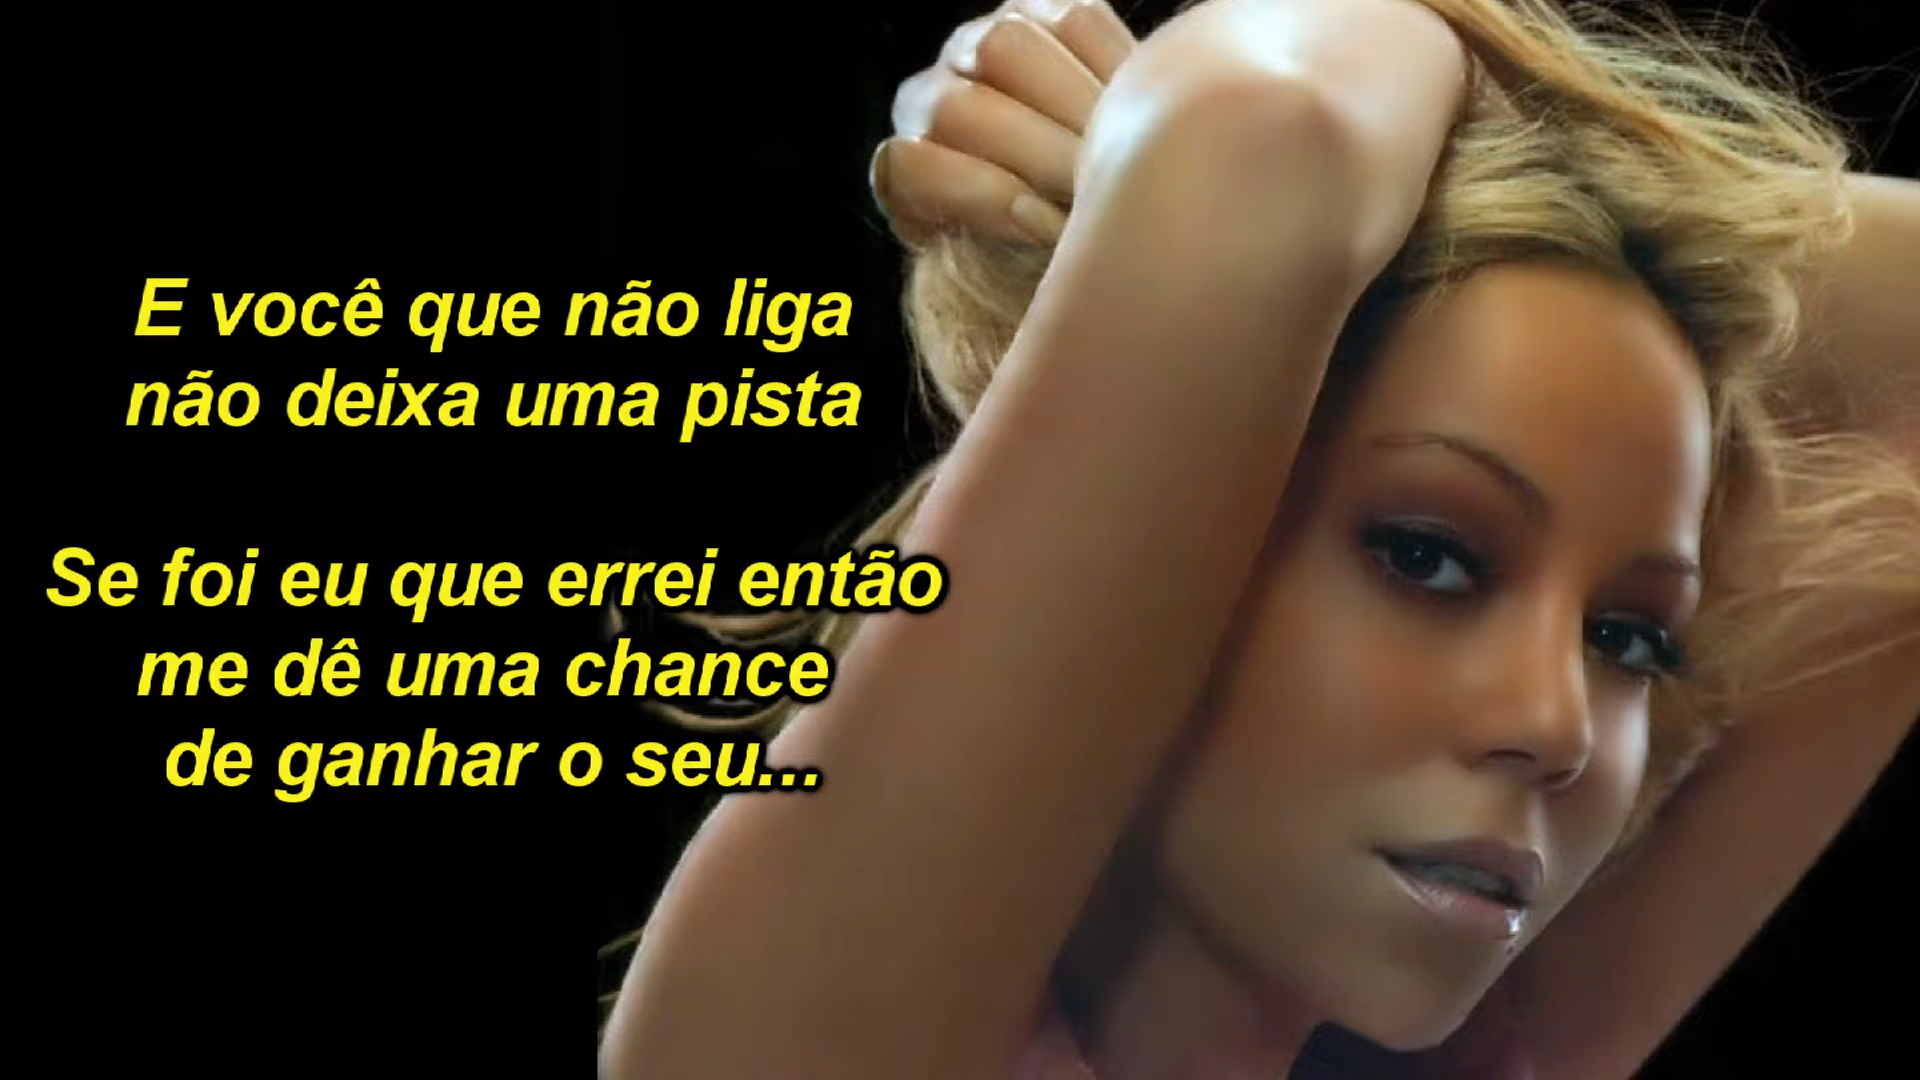 E você que não liga
não deixa uma pista
Se foi eu que errei então
me dê uma chance
de ganhar o seu...